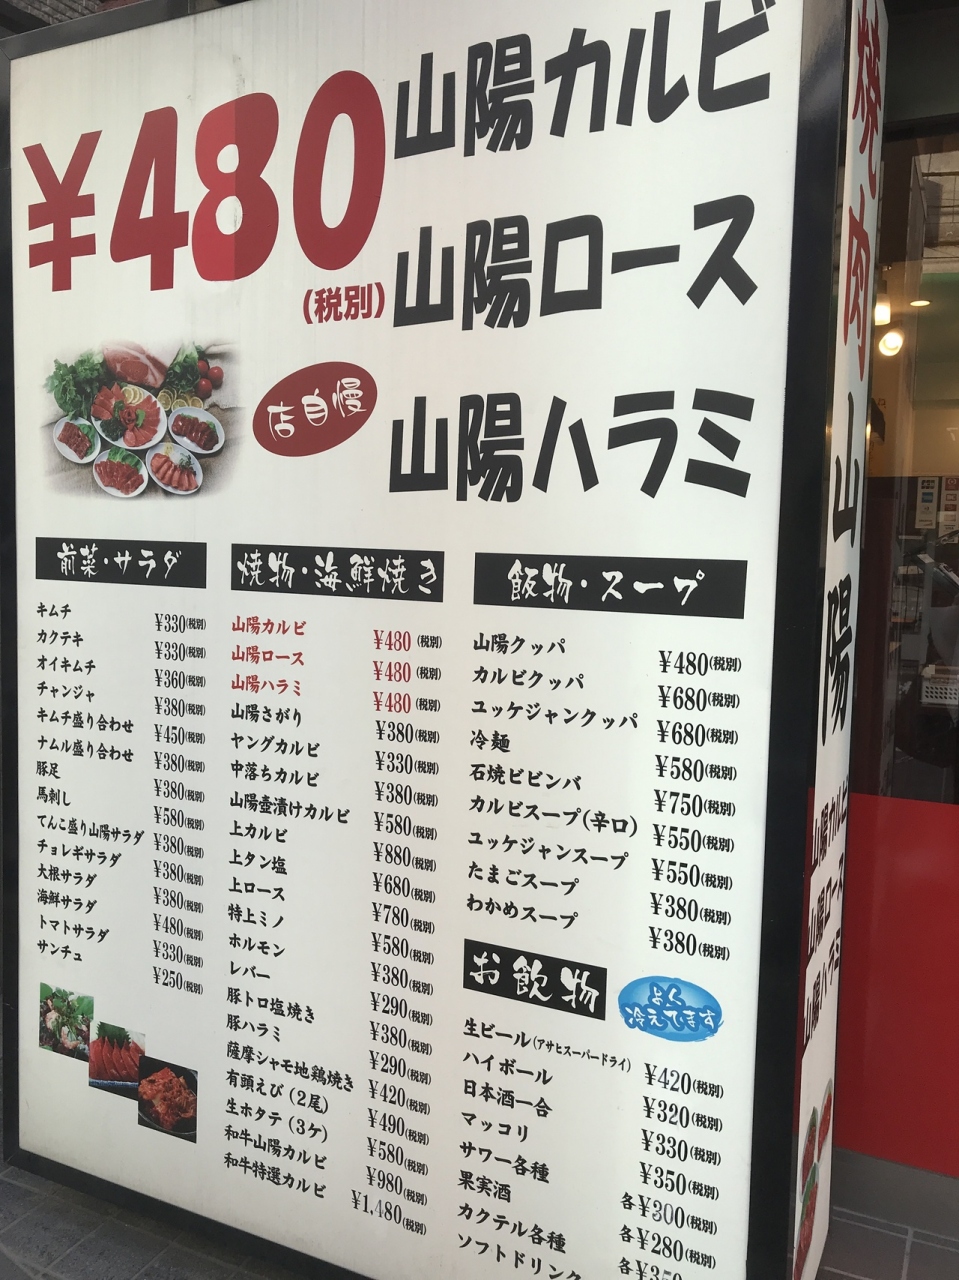 ¥480
(税別)
山陽カルビ
山陽ロース
山陽ハラミ
店自慢
前菜・サラダ
キムチ ¥330(税別)
カクテキ ¥330(税別)
オイキムチ ¥360(税別)
チャンジャ ¥380(税別)
キムチ盛り合わせ ¥450(税別)
ナムル盛り合わせ ¥380(税別)
豚足 ¥380(税別)
馬刺し ¥580(税別)
てんこ盛り山陽サラダ ¥380(税別)
チョレギサラダ ¥380(税別)
大根サラダ ¥380(税別)
海鮮サラダ ¥480(税別)
トマトサラダ ¥330(税別)
サンチュ ¥250(税別)
焼物・海鮮焼き
山陽カルビ ¥480(税別)
山陽ロース ¥480(税別)
山陽ハラミ ¥480(税別)
山陽さがり ¥380(税別)
ヤングカルビ ¥330(税別)
中落ちカルビ ¥380(税別)
山陽壺漬けカルビ ¥580(税別)
上カルビ ¥880(税別)
上タン塩 ¥680(税別)
上ロース ¥780(税別)
特上ミノ ¥580(税別)
ホルモン ¥380(税別)
レバー ¥290(税別)
豚トロ塩焼き ¥380(税別)
豚ハラミ ¥290(税別)
薩摩シャモ地鶏焼き ¥420(税別)
有頭えび(2尾) ¥490(税別)
生ホタテ(3ケ) ¥580(税別)
和牛山陽カルビ ¥980(税別)
和牛特選カルビ ¥1,480(税別)
飯物・スープ
山陽クッパ ¥480(税別)
カルビクッパ ¥680(税別)
ユッケジャンクッパ ¥680(税別)
冷麺 ¥580(税別)
石焼ビビンバ ¥750(税別)
カルビスープ(辛口) ¥550(税別)
ユッケジャンスープ ¥550(税別)
たまごスープ ¥380(税別)
わかめスープ ¥380(税別)
お飲物
よく
冷えてます
生ビール(アサヒスーパードライ) ¥420(税別)
ハイボール ¥320(税別)
日本酒一合 ¥330(税別)
マッコリ ¥350(税別)
サワー各種 各¥300(税別)
果実酒 各¥280(税別)
カクテル各種 各¥350
ソフトドリンク
焼肉山陽
山陽カルビ
山陽ロース
山陽ハラミ